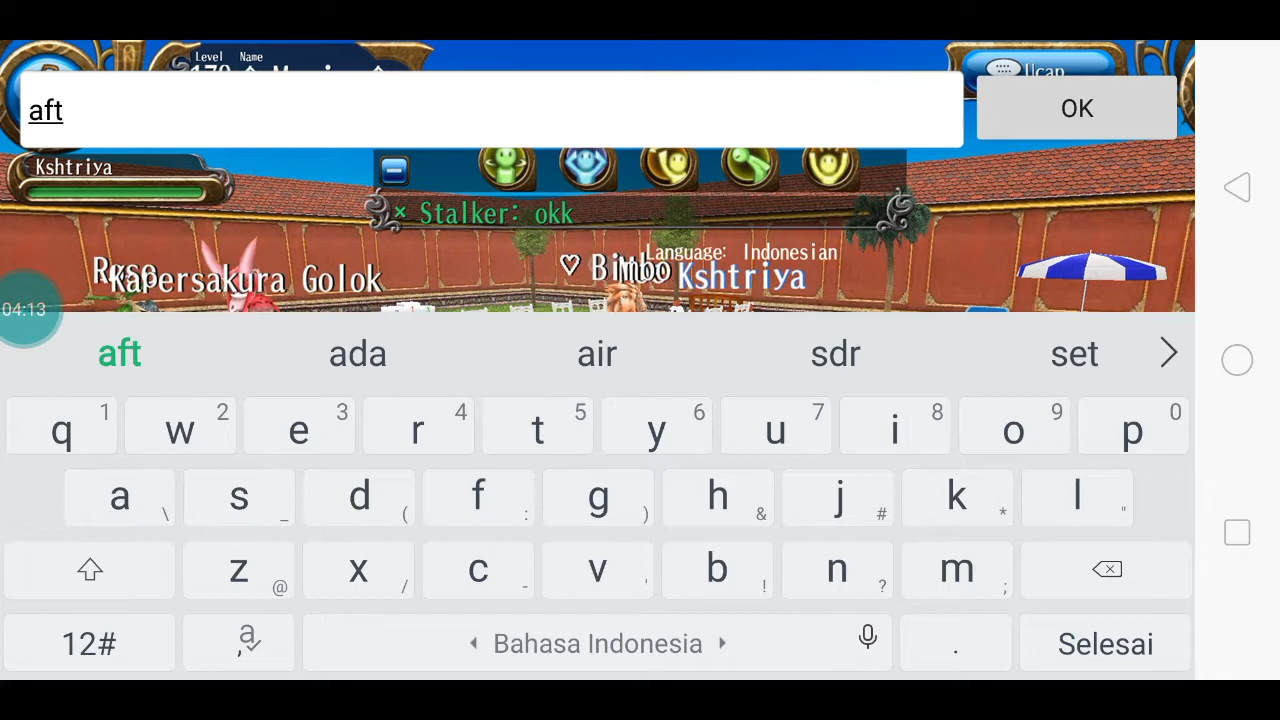 Level Name
Ucap
aft
OK
Kshtriya
× Stalker: okk
Language: Indonesian
Kapersakura Golok
♡ Bimbo
Kshtriya
04:13
aft ada air sdr set
q 1 w 2 e 3 r 4 t 5 y 6 u 7 i 8 o 9 p 0
a \ s _ d ( f : g ) h & j # k * l "
z @ x / c - v ' b ! n ? m ;
12# a , Bahasa Indonesia . Selesai